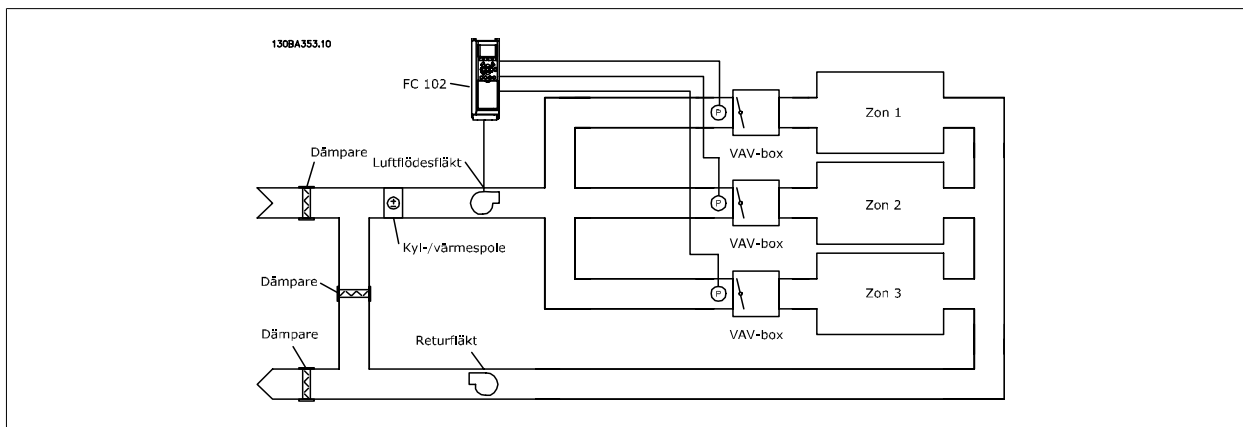 130BA353.10
FC 102
Dämpare
Luftflödesfläkt
P
VAV-box
Zon 1
P
VAV-box
Zon 2
Kyl-/värmespole
Dämpare
P
VAV-box
Zon 3
Dämpare
Returfläkt